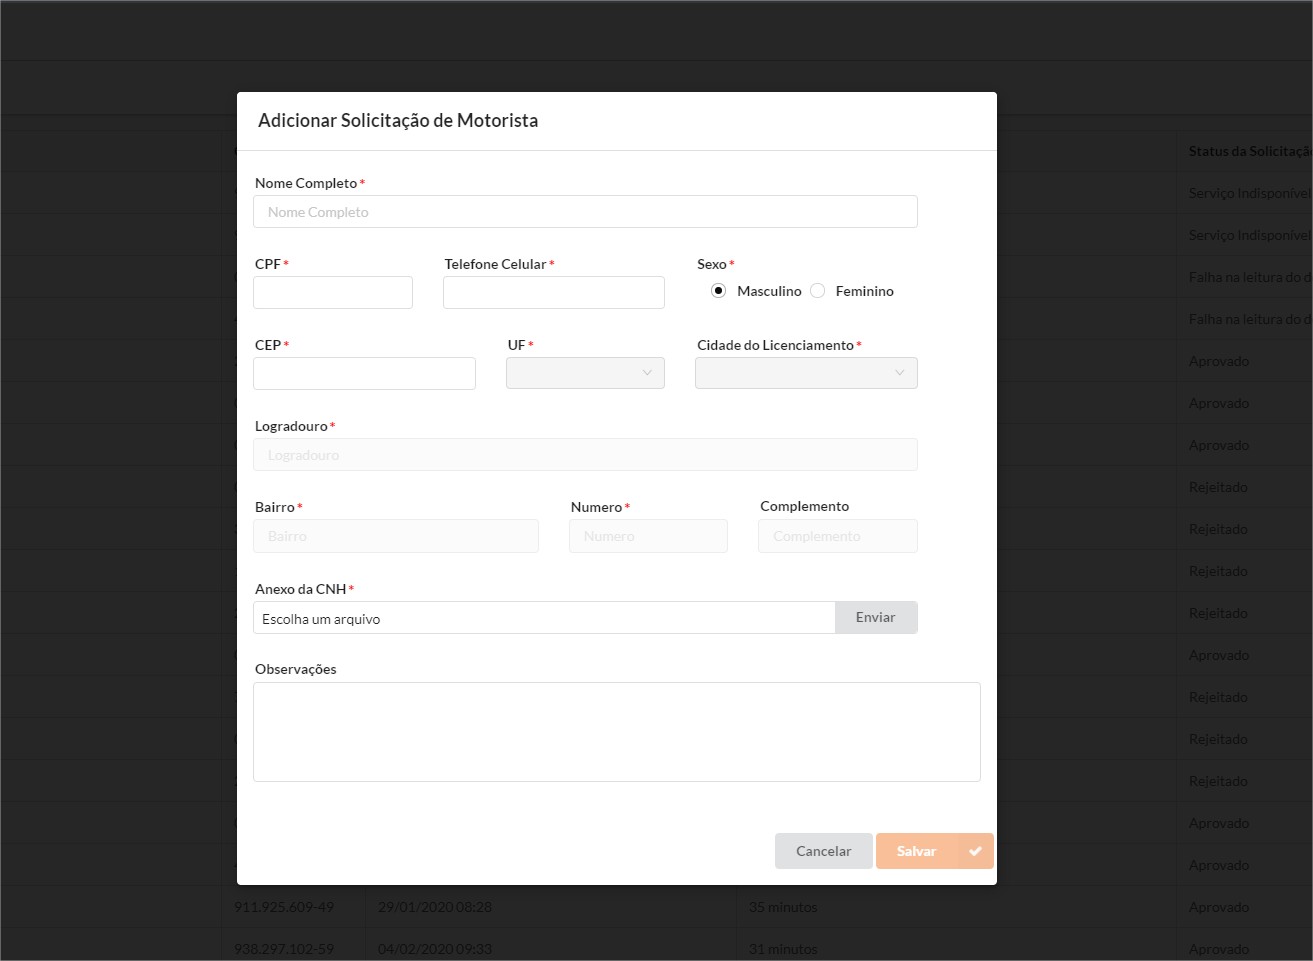 Adicionar Solicitação de Motorista
Status da Solicitaçã
Nome Completo *
Nome Completo
Serviço Indisponível
Serviço Indisponível
CPF * Telefone Celular * Sexo *
Masculino Feminino
Falha na leitura do d
Falha na leitura do d
CEP * UF * Cidade do Licenciamento *
Aprovado
Aprovado
Logradouro *
Logradouro
Aprovado
Rejeitado
Bairro * Numero * Complemento
Bairro Numero Complemento
Rejeitado
Rejeitado
Anexo da CNH *
Escolha um arquivo Enviar
Rejeitado
Aprovado
Observações
Rejeitado
Rejeitado
Rejeitado
Aprovado
Cancelar Salvar
Aprovado
911.925.609-49 29/01/2020 08:28 35 minutos Aprovado
938.297.102-59 04/02/2020 09:33 31 minutos Aprovado